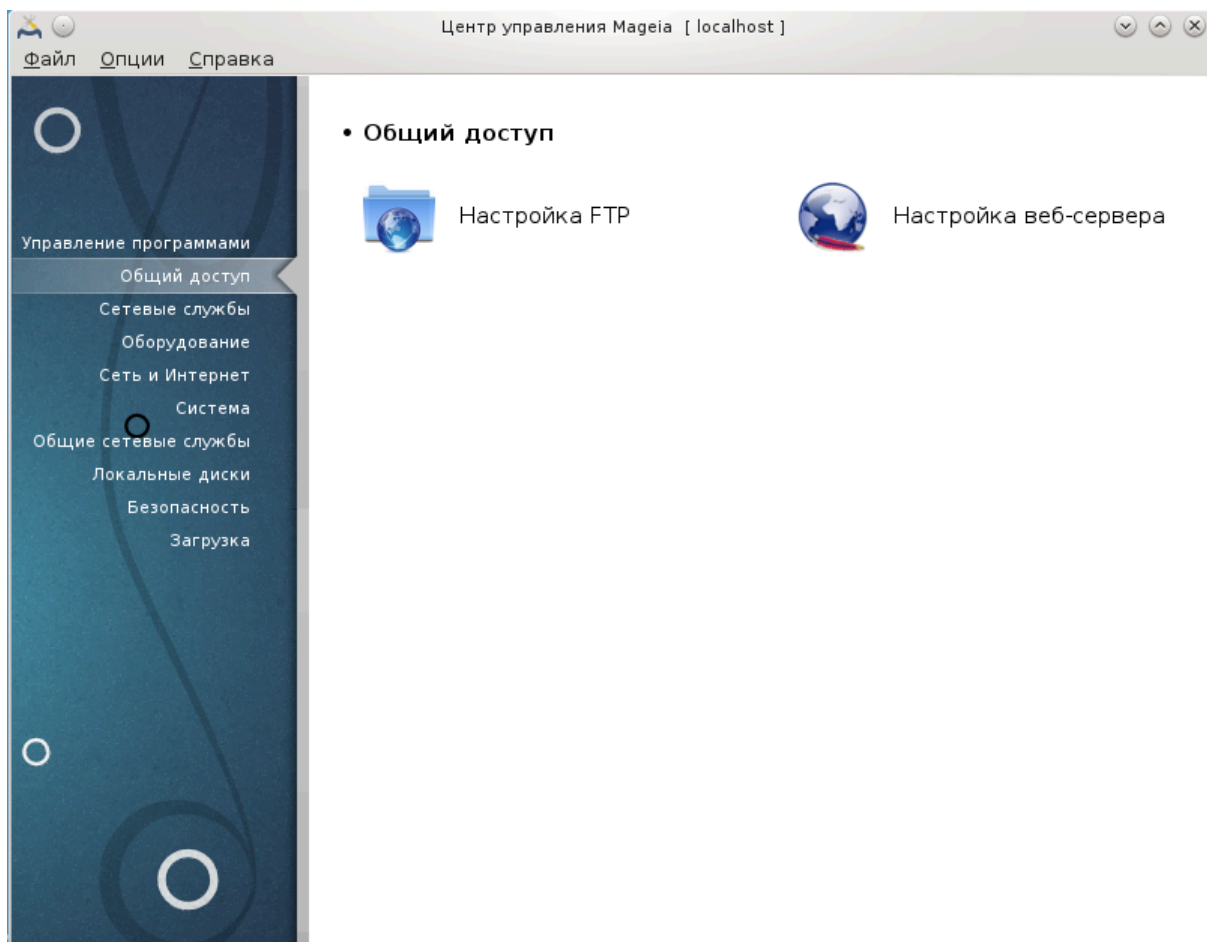 Центр управления Mageia [ localhost ]
Файл Опции Справка
Управление программами
Общий доступ
Сетевые службы
Оборудование
Сеть и Интернет
Система
Общие сетевые службы
Локальные диски
Безопасность
Загрузка
• Общий доступ
Настройка FTP
Настройка веб-сервера